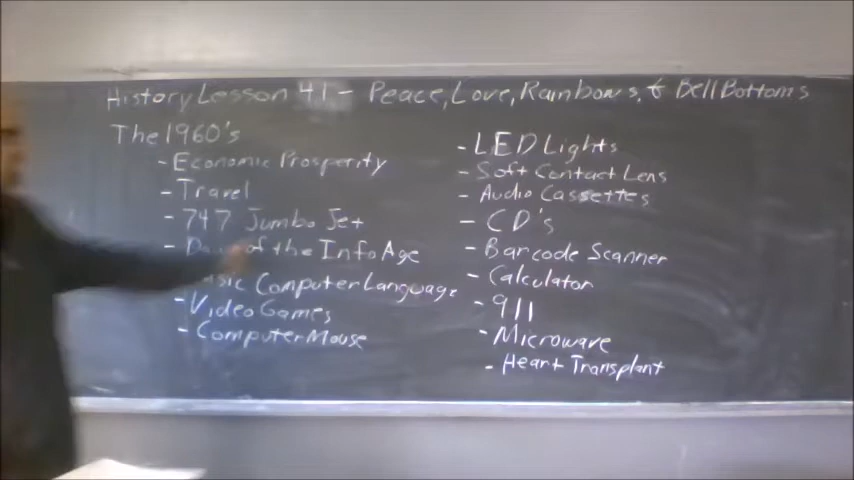 History Lesson 41 - Peace, Love, Rainbows, & Bell Bottoms
The 1960's
- Economic Prosperity
- Travel
- 747 Jumbo Jet
- of the Info Age
Computer Language
- Video Games
- Computer Mouse
- LED Lights
- Soft Contact Lens
- Audio Cassettes
- CD's
- Barcode Scanner
- Calculator
- 911
- Microwave
- Heart Transplant